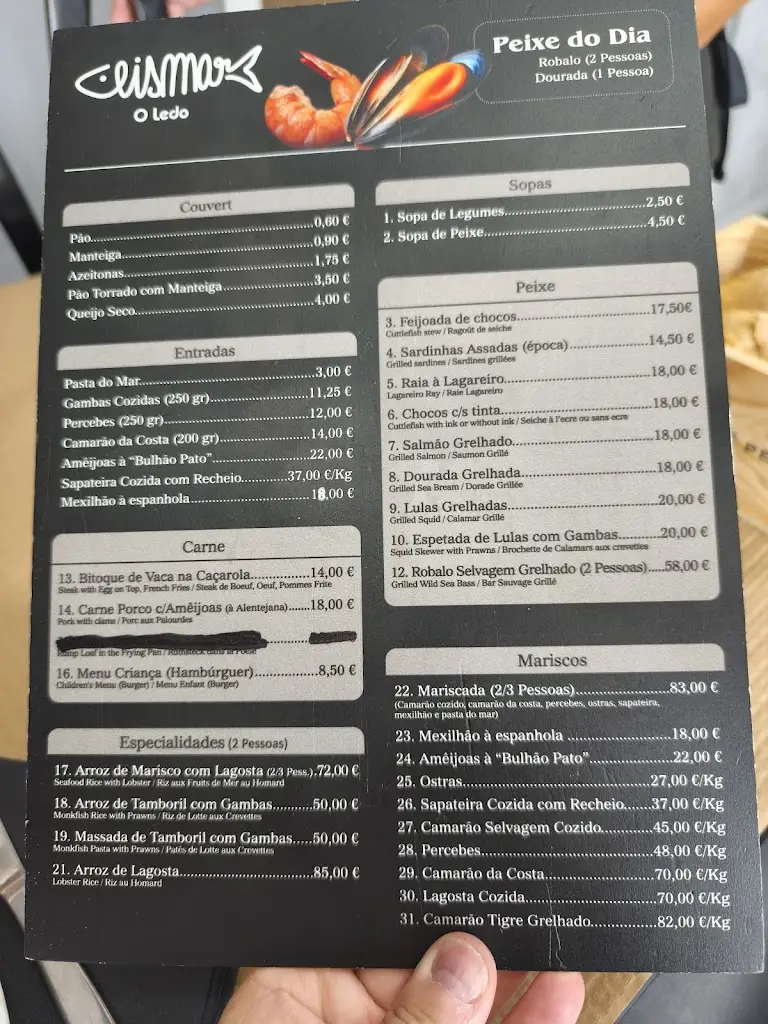 eismar
O Ledo
Peixe do Dia
Robalo (2 Pessoas)
Dourada (1 Pessoa)
Couvert
Pão 0,60 €
Manteiga 0,90 €
Azeitonas 1,75 €
Pão Torrado com Manteiga 3,50 €
Queijo Seco 4,00 €
Entradas
Pasta do Mar 3,00 €
Gambas Cozidas (250 gr) 11,25 €
Percebes (250 gr) 12,00 €
Camarão da Costa (200 gr) 14,00 €
Amêijoas à “Bulhão Pato” 22,00 €
Sapateira Cozida com Recheio 37,00 €/Kg
Mexilhão à espanhola 18,00 €
Carne
13. Bitoque de Vaca na Caçarola 14,00 €
Steak with Egg on Top, French Fries / Steak de Boeuf, Oeuf, Pommes Frite
14. Carne Porco c/Amêijoas (à Alentejana) 18,00 €
Pork with clams / Porc aux Palourdes
Rump Loaf in the Frying Pan / Rumsteck dans la Poêle
16. Menu Criança (Hambúrguer) 8,50 €
Children's Menu (Burger) / Menu Enfant (Burger)
Especialidades (2 Pessoas)
17. Arroz de Marisco com Lagosta (2/3 Pess.) 72,00 €
Seafood Rice with Lobster / Riz aux Fruits de Mer au Homard
18. Arroz de Tamboril com Gambas 50,00 €
Monkfish Rice with Prawns / Riz de Lotte aux Crevettes
19. Massada de Tamboril com Gambas 50,00 €
Monkfish Pasta with Prawns / Patês de Lotte aux Crevettes
21. Arroz de Lagosta 85,00 €
Lobster Rice / Riz au Homard
Sopas
1. Sopa de Legumes 2,50 €
2. Sopa de Peixe 4,50 €
Peixe
3. Feijoada de chocos 17,50€
Cuttlefish stew / Ragoût de seiche
4. Sardinhas Assadas (época) 14,50 €
Grilled sardines / Sardines grillées
5. Raia à Lagareiro 18,00 €
Lagareiro Ray / Raie Lagareiro
6. Chocos c/s tinta 18,00 €
Cuttlefish with ink or without ink / Seiche à l'ecre ou sans ecre
7. Salmão Grelhado 18,00 €
Grilled Salmon / Saumon Grillé
8. Dourada Grelhada 18,00 €
Grilled Sea Bream / Dorade Grillée
9. Lulas Grelhadas 20,00 €
Grilled Squid / Calamar Grillé
10. Espetada de Lulas com Gambas 20,00 €
Squid Skewer with Prawns / Brochette de Calamars aux crevettes
12. Robalo Selvagem Grelhado (2 Pessoas) 58,00 €
Grilled Wild Sea Bass / Bar Sauvage Grillé
Mariscos
22. Mariscada (2/3 Pessoas) 83,00 €
(Camarão cozido, camarão da costa, percebes, ostras, sapateira,
mexilhão e pasta do mar)
23. Mexilhão à espanhola 18,00 €
24. Amêijoas à “Bulhão Pato” 22,00 €
25. Ostras 27,00 €/Kg
26. Sapateira Cozida com Recheio 37,00 €/Kg
27. Camarão Selvagem Cozido 45,00 €/Kg
28. Percebes 48,00 €/Kg
29. Camarão da Costa 70,00 €/Kg
30. Lagosta Cozida 70,00 €/Kg
31. Camarão Tigre Grelhado 82,00 €/Kg